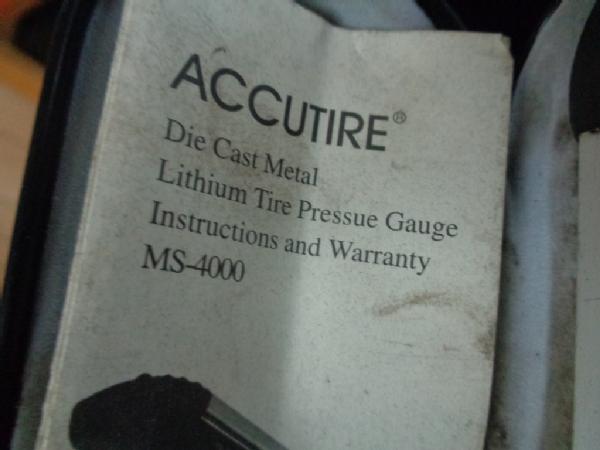 ACCUTIRE®
Die Cast Metal
Lithium Tire Pressue Gauge
Instructions and Warranty
MS-4000